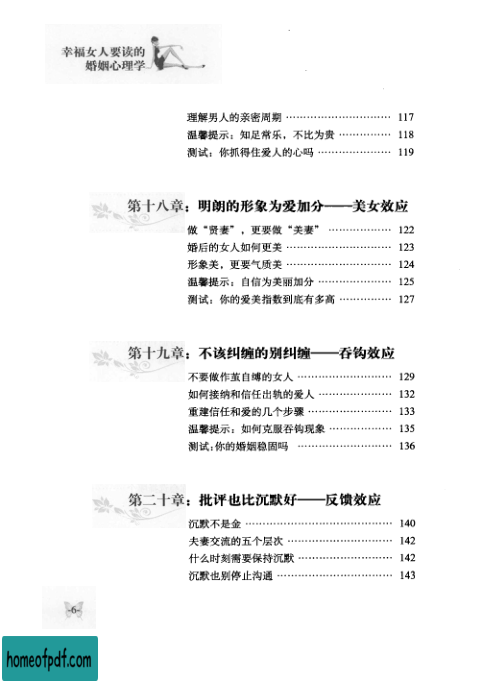 幸福女人要读的
婚姻心理学
理解男人的亲密周期 ………………………… 117
温馨提示：知足常乐，不比为贵 …………… 118
测试：你抓得住爱人的心吗 ………………… 119
第十八章：明朗的形象为爱加分——美女效应
做“贤妻”，更要做“美妻” ……………… 122
婚后的女人如何更美 ………………………… 123
形象美，更要气质美 ………………………… 124
温馨提示：自信为美丽加分 ………………… 125
测试：你的爱美指数到底有多高 …………… 127
第十九章：不该纠缠的别纠缠——吞钩效应
不要做作茧自缚的女人 ……………………… 129
如何接纳和信任出轨的爱人 ………………… 132
重建信任和爱的几个步骤 …………………… 133
温馨提示：如何克服吞钩现象 ……………… 135
测试：你的婚姻稳固吗 ……………………… 136
第二十章：批评也比沉默好——反馈效应
沉默不是金 …………………………………… 140
夫妻交流的五个层次 ………………………… 142
什么时刻需要保持沉默 ……………………… 142
沉默也别停止沟通 …………………………… 143
-6-
homeofpdf.com